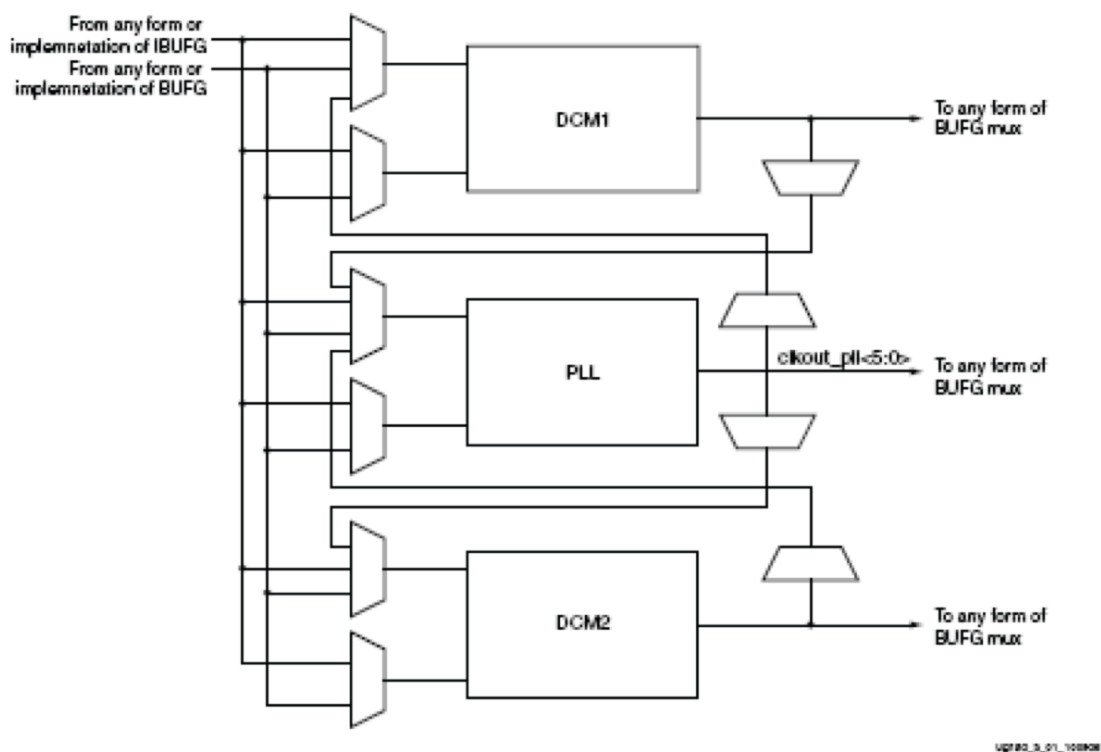 From any form or
implemnetation of IBUFG
From any form or
implemnetation of BUFG
DCM1
To any form of
BUFG mux
clkout_pll<5:0>
PLL
To any form of
BUFG mux
DCM2
To any form of
BUFG mux